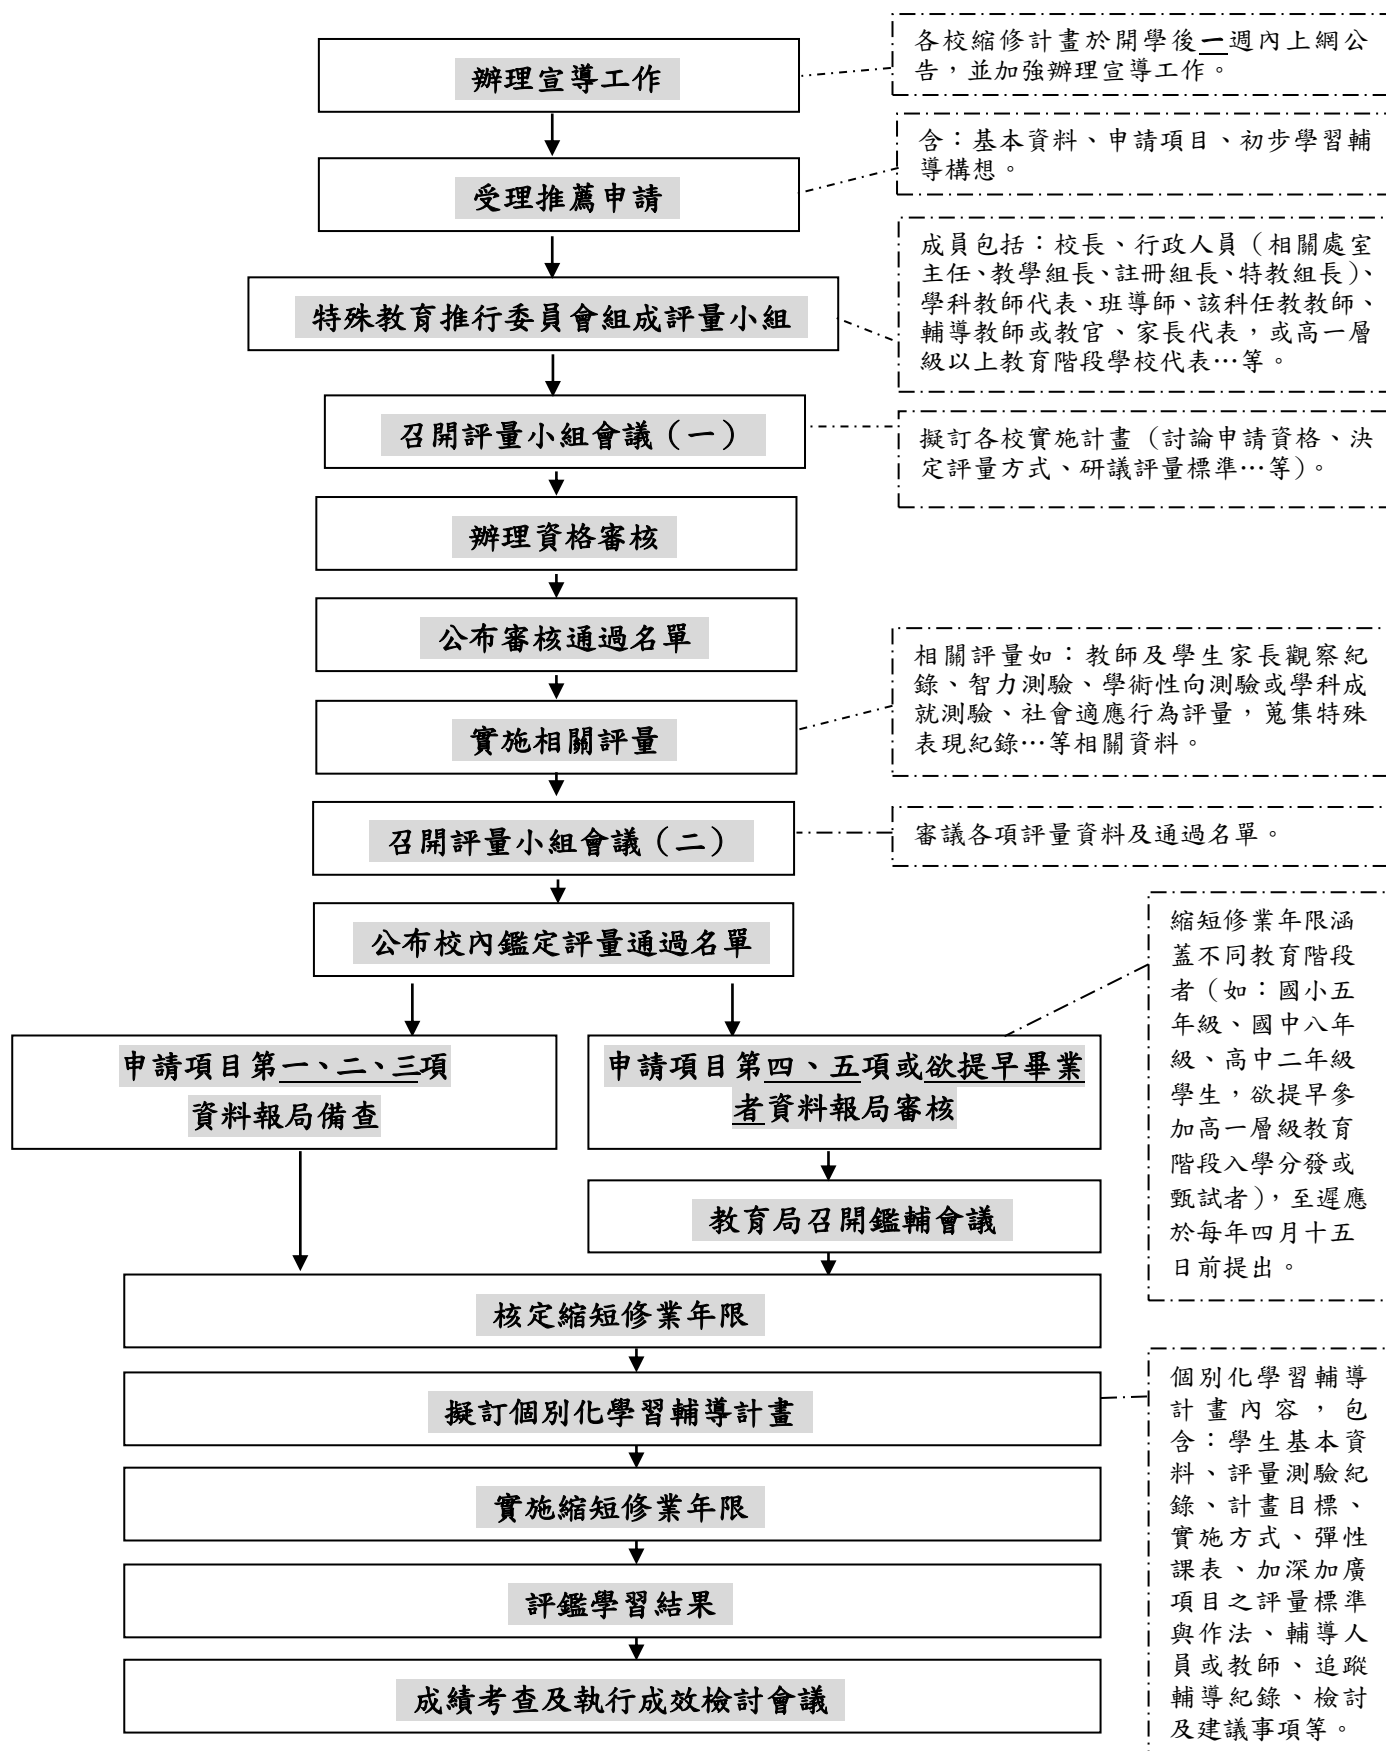 辦理宣導工作
各校縮修計畫於開學後一週內上網公
告，並加強辦理宣導工作。
受理推薦申請
含：基本資料、申請項目、初步學習輔
導構想。
特殊教育推行委員會組成評量小組
成員包括：校長、行政人員（相關處室
主任、教學組長、註冊組長、特教組長）、
學科教師代表、班導師、該科任教教師、
輔導教師或教官、家長代表，或高一層
級以上教育階段學校代表…等。
召開評量小組會議（一）
擬訂各校實施計畫（討論申請資格、決
定評量方式、研議評量標準…等）。
辦理資格審核
公布審核通過名單
實施相關評量
相關評量如：教師及學生家長觀察紀
錄、智力測驗、學術性向測驗或學科成
就測驗、社會適應行為評量，蒐集特殊
表現紀錄…等相關資料。
召開評量小組會議（二）
審議各項評量資料及通過名單。
公布校內鑑定評量通過名單
縮短修業年限涵
蓋不同教育階段
者（如：國小五
年級、國中八年
級、高中二年級
學生，欲提早參
加高一層級教育
階段入學分發或
甄試者），至遲應
於每年四月十五
日前提出。
申請項目第一、二、三項
資料報局備查
申請項目第四、五項或欲提早畢業
者資料報局審核
教育局召開鑑輔會議
核定縮短修業年限
擬訂個別化學習輔導計畫
個別化學習輔導
計畫內容，包
含：學生基本資
料、評量測驗紀
錄、計畫目標、
實施方式、彈性
課表、加深加廣
項目之評量標準
與作法、輔導人
員或教師、追蹤
輔導紀錄、檢討
及建議事項等。
實施縮短修業年限
評鑑學習結果
成績考查及執行成效檢討會議